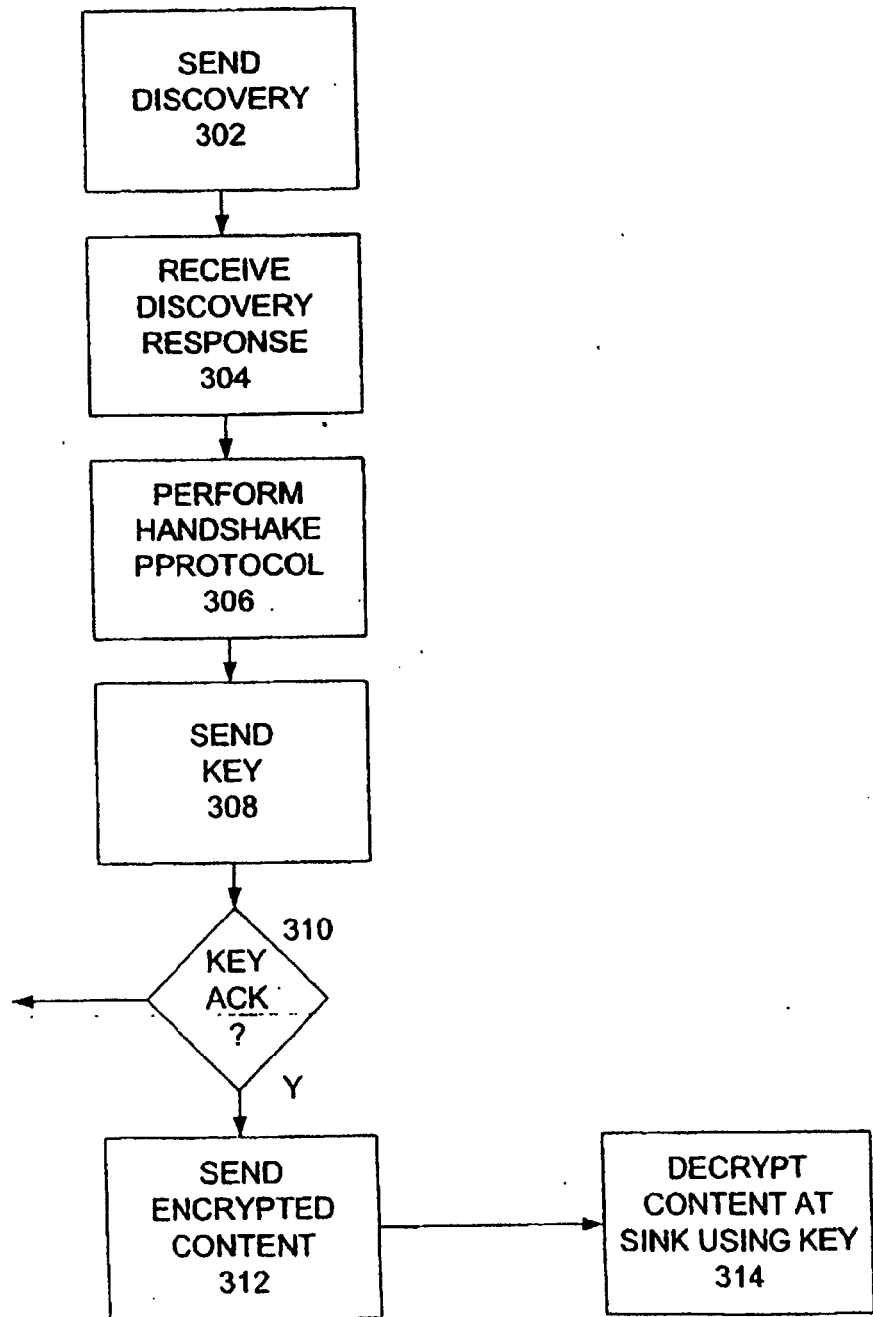 SEND
DISCOVERY
302
RECEIVE
DISCOVERY
RESPONSE
304
PERFORM
HANDSHAKE
PPROTOCOL
306
SEND
KEY
308
310
KEY
ACK
?
Y
SEND
ENCRYPTED
CONTENT
312
DECRYPT
CONTENT AT
SINK USING KEY
314